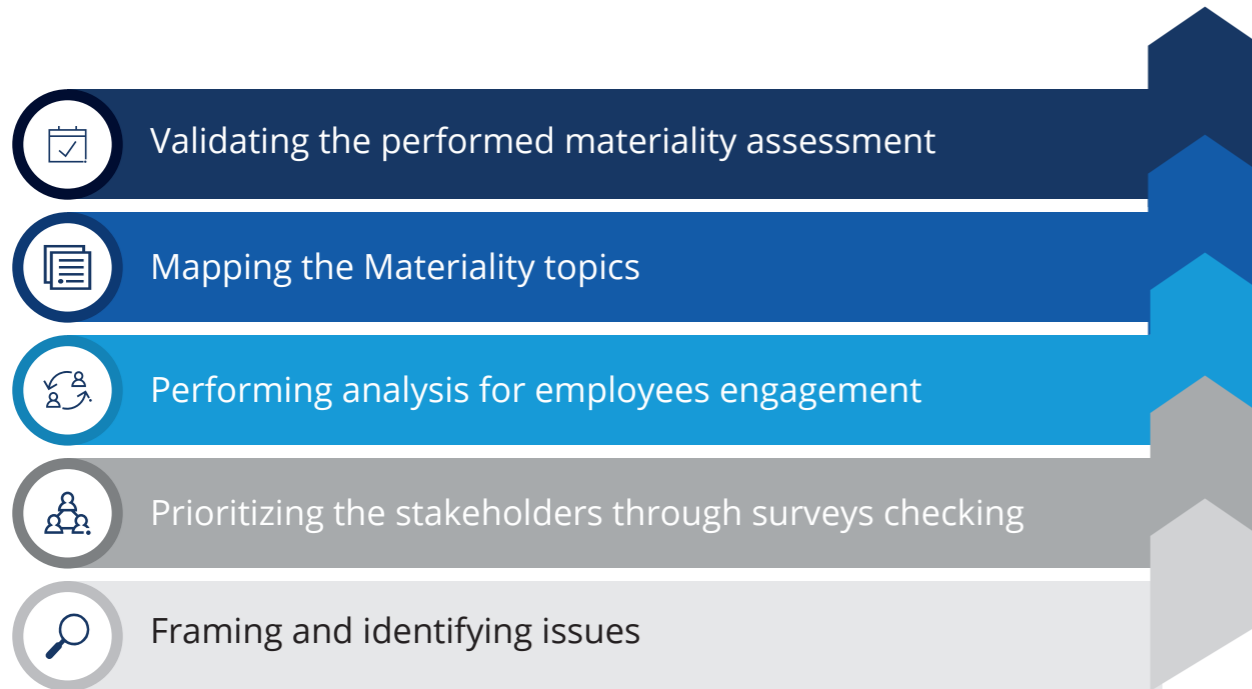 Validating the performed materiality assessment
Mapping the Materiality topics
Performing analysis for employees engagement
Prioritizing the stakeholders through surveys checking
Framing and identifying issues